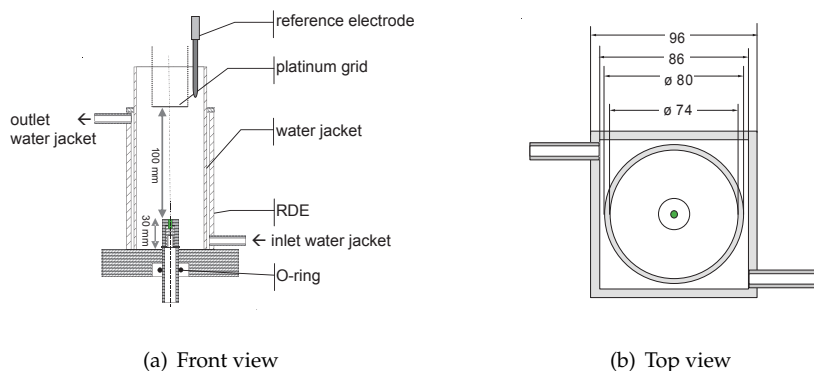 reference electrode
platinum grid
outlet
water jacket
water jacket
100 mm
30 mm
RDE
inlet water jacket
O-ring
96
86
ø 80
ø 74
(a) Front view
(b) Top view